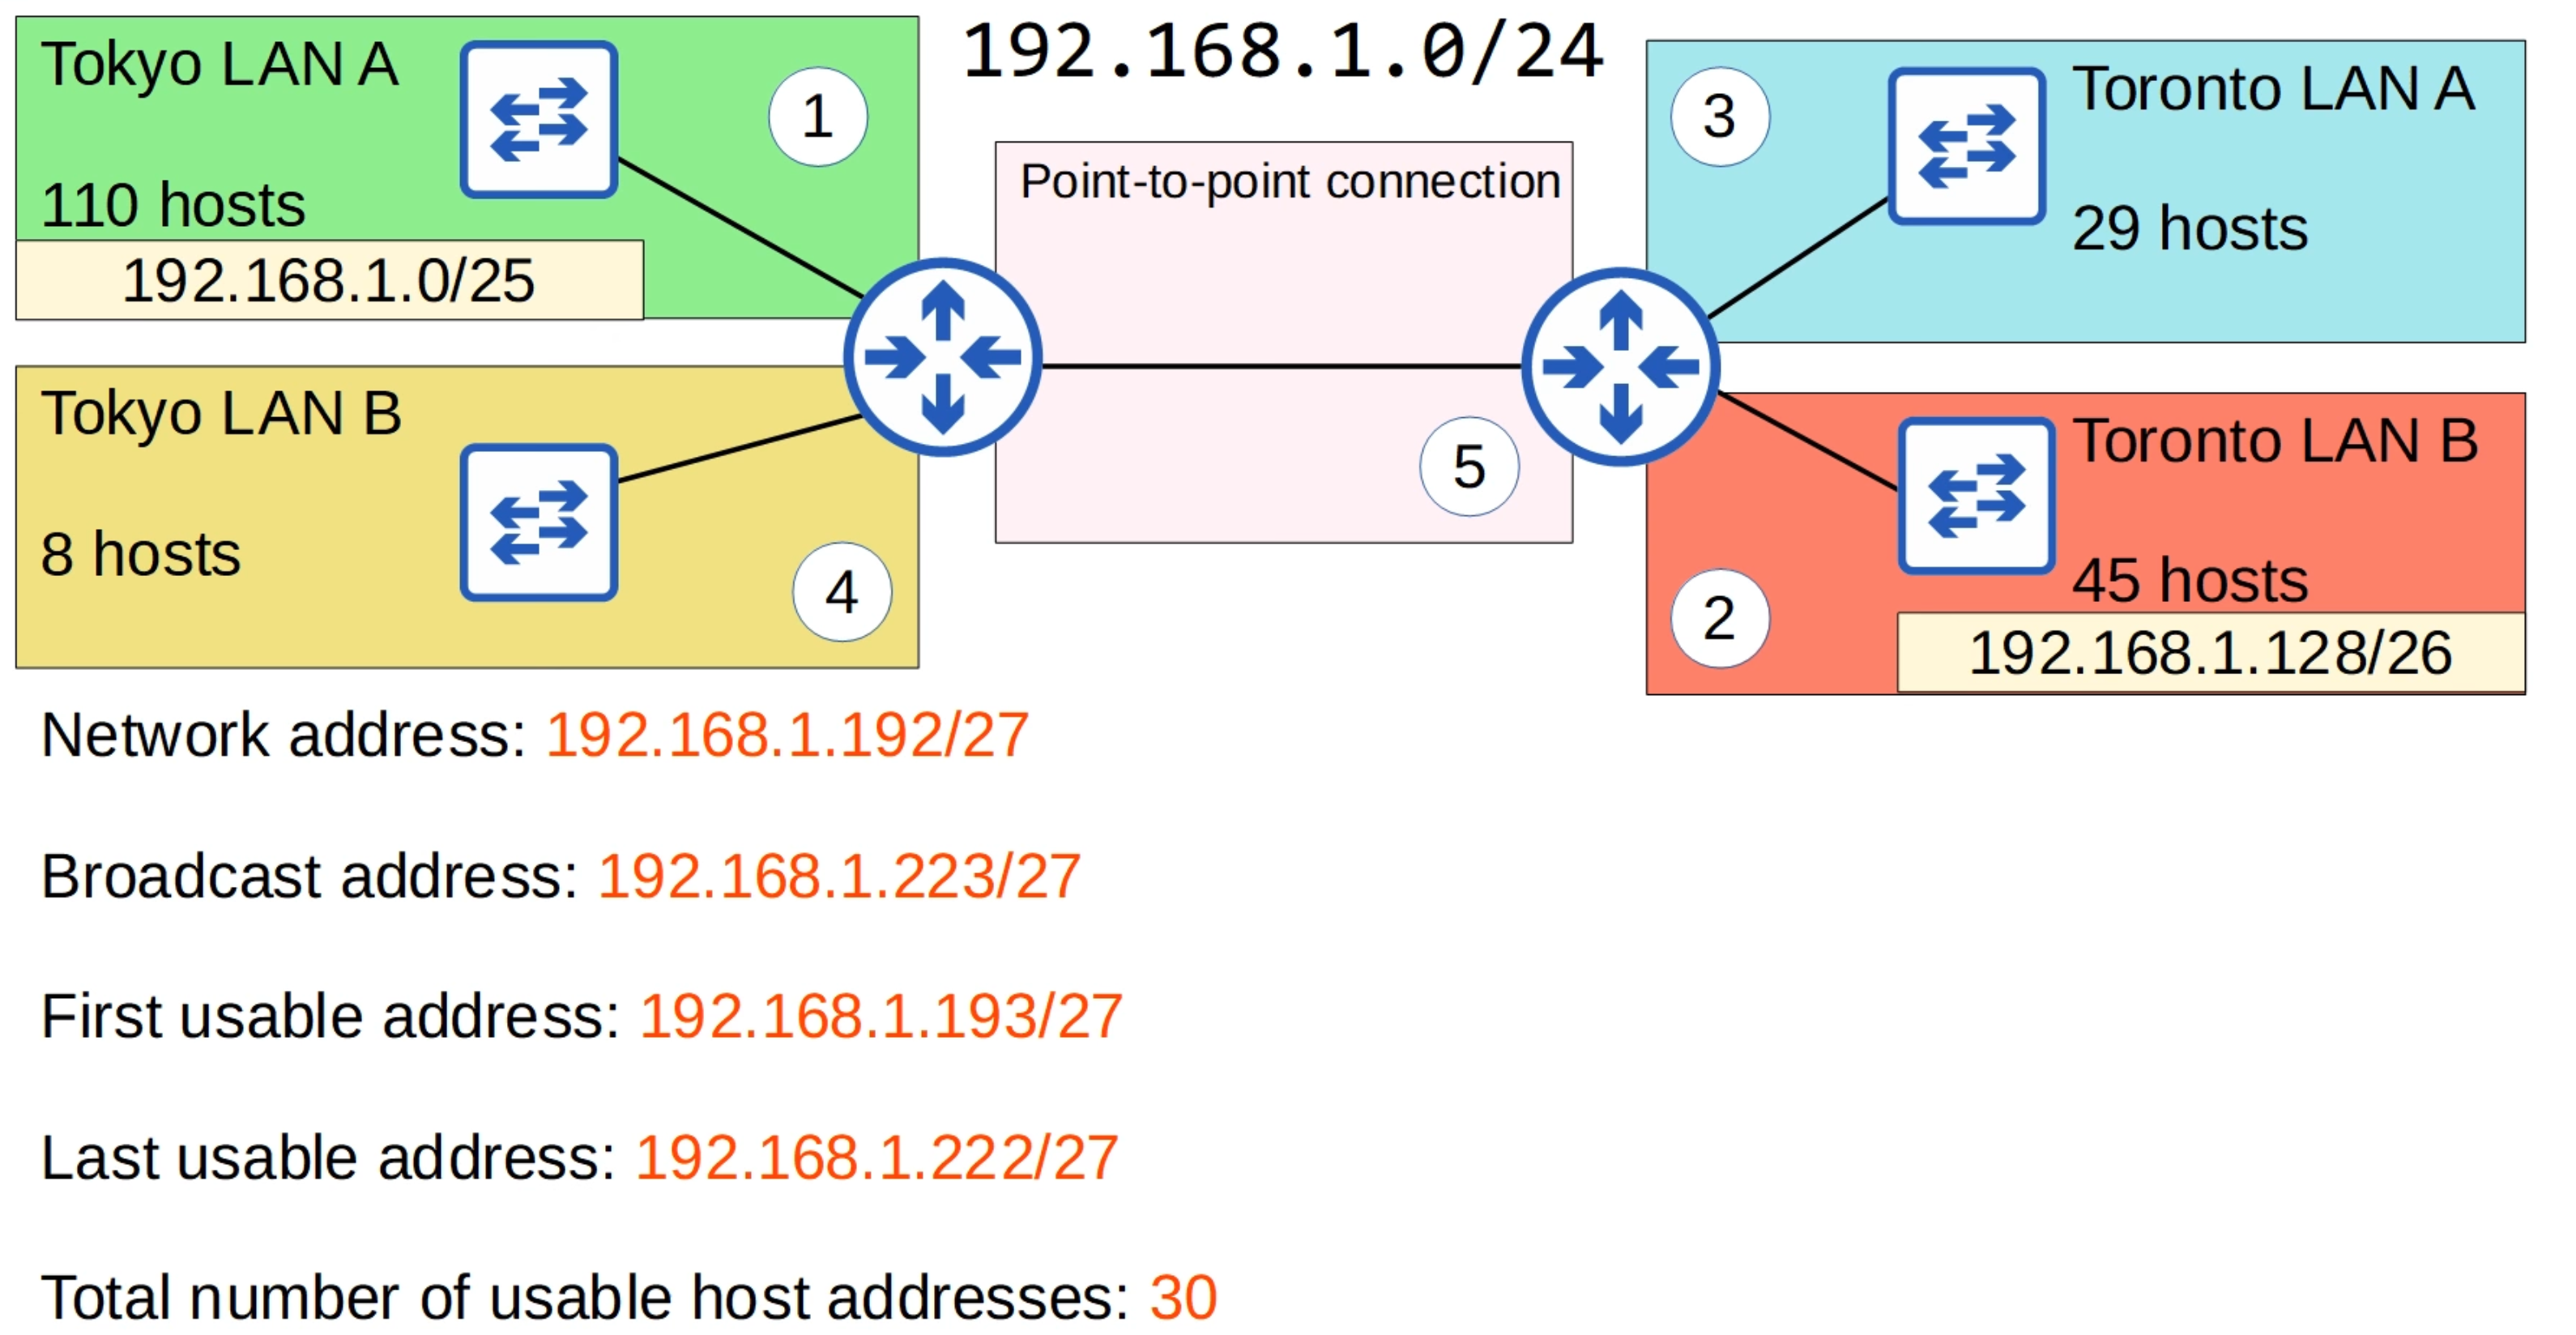 192.168.1.0/24
Tokyo LAN A
1
110 hosts
192.168.1.0/25
Point-to-point connection
5
3
Toronto LAN A
29 hosts
Tokyo LAN B
8 hosts
4
Toronto LAN B
45 hosts
2
192.168.1.128/26
Network address: 192.168.1.192/27
Broadcast address: 192.168.1.223/27
First usable address: 192.168.1.193/27
Last usable address: 192.168.1.222/27
Total number of usable host addresses: 30